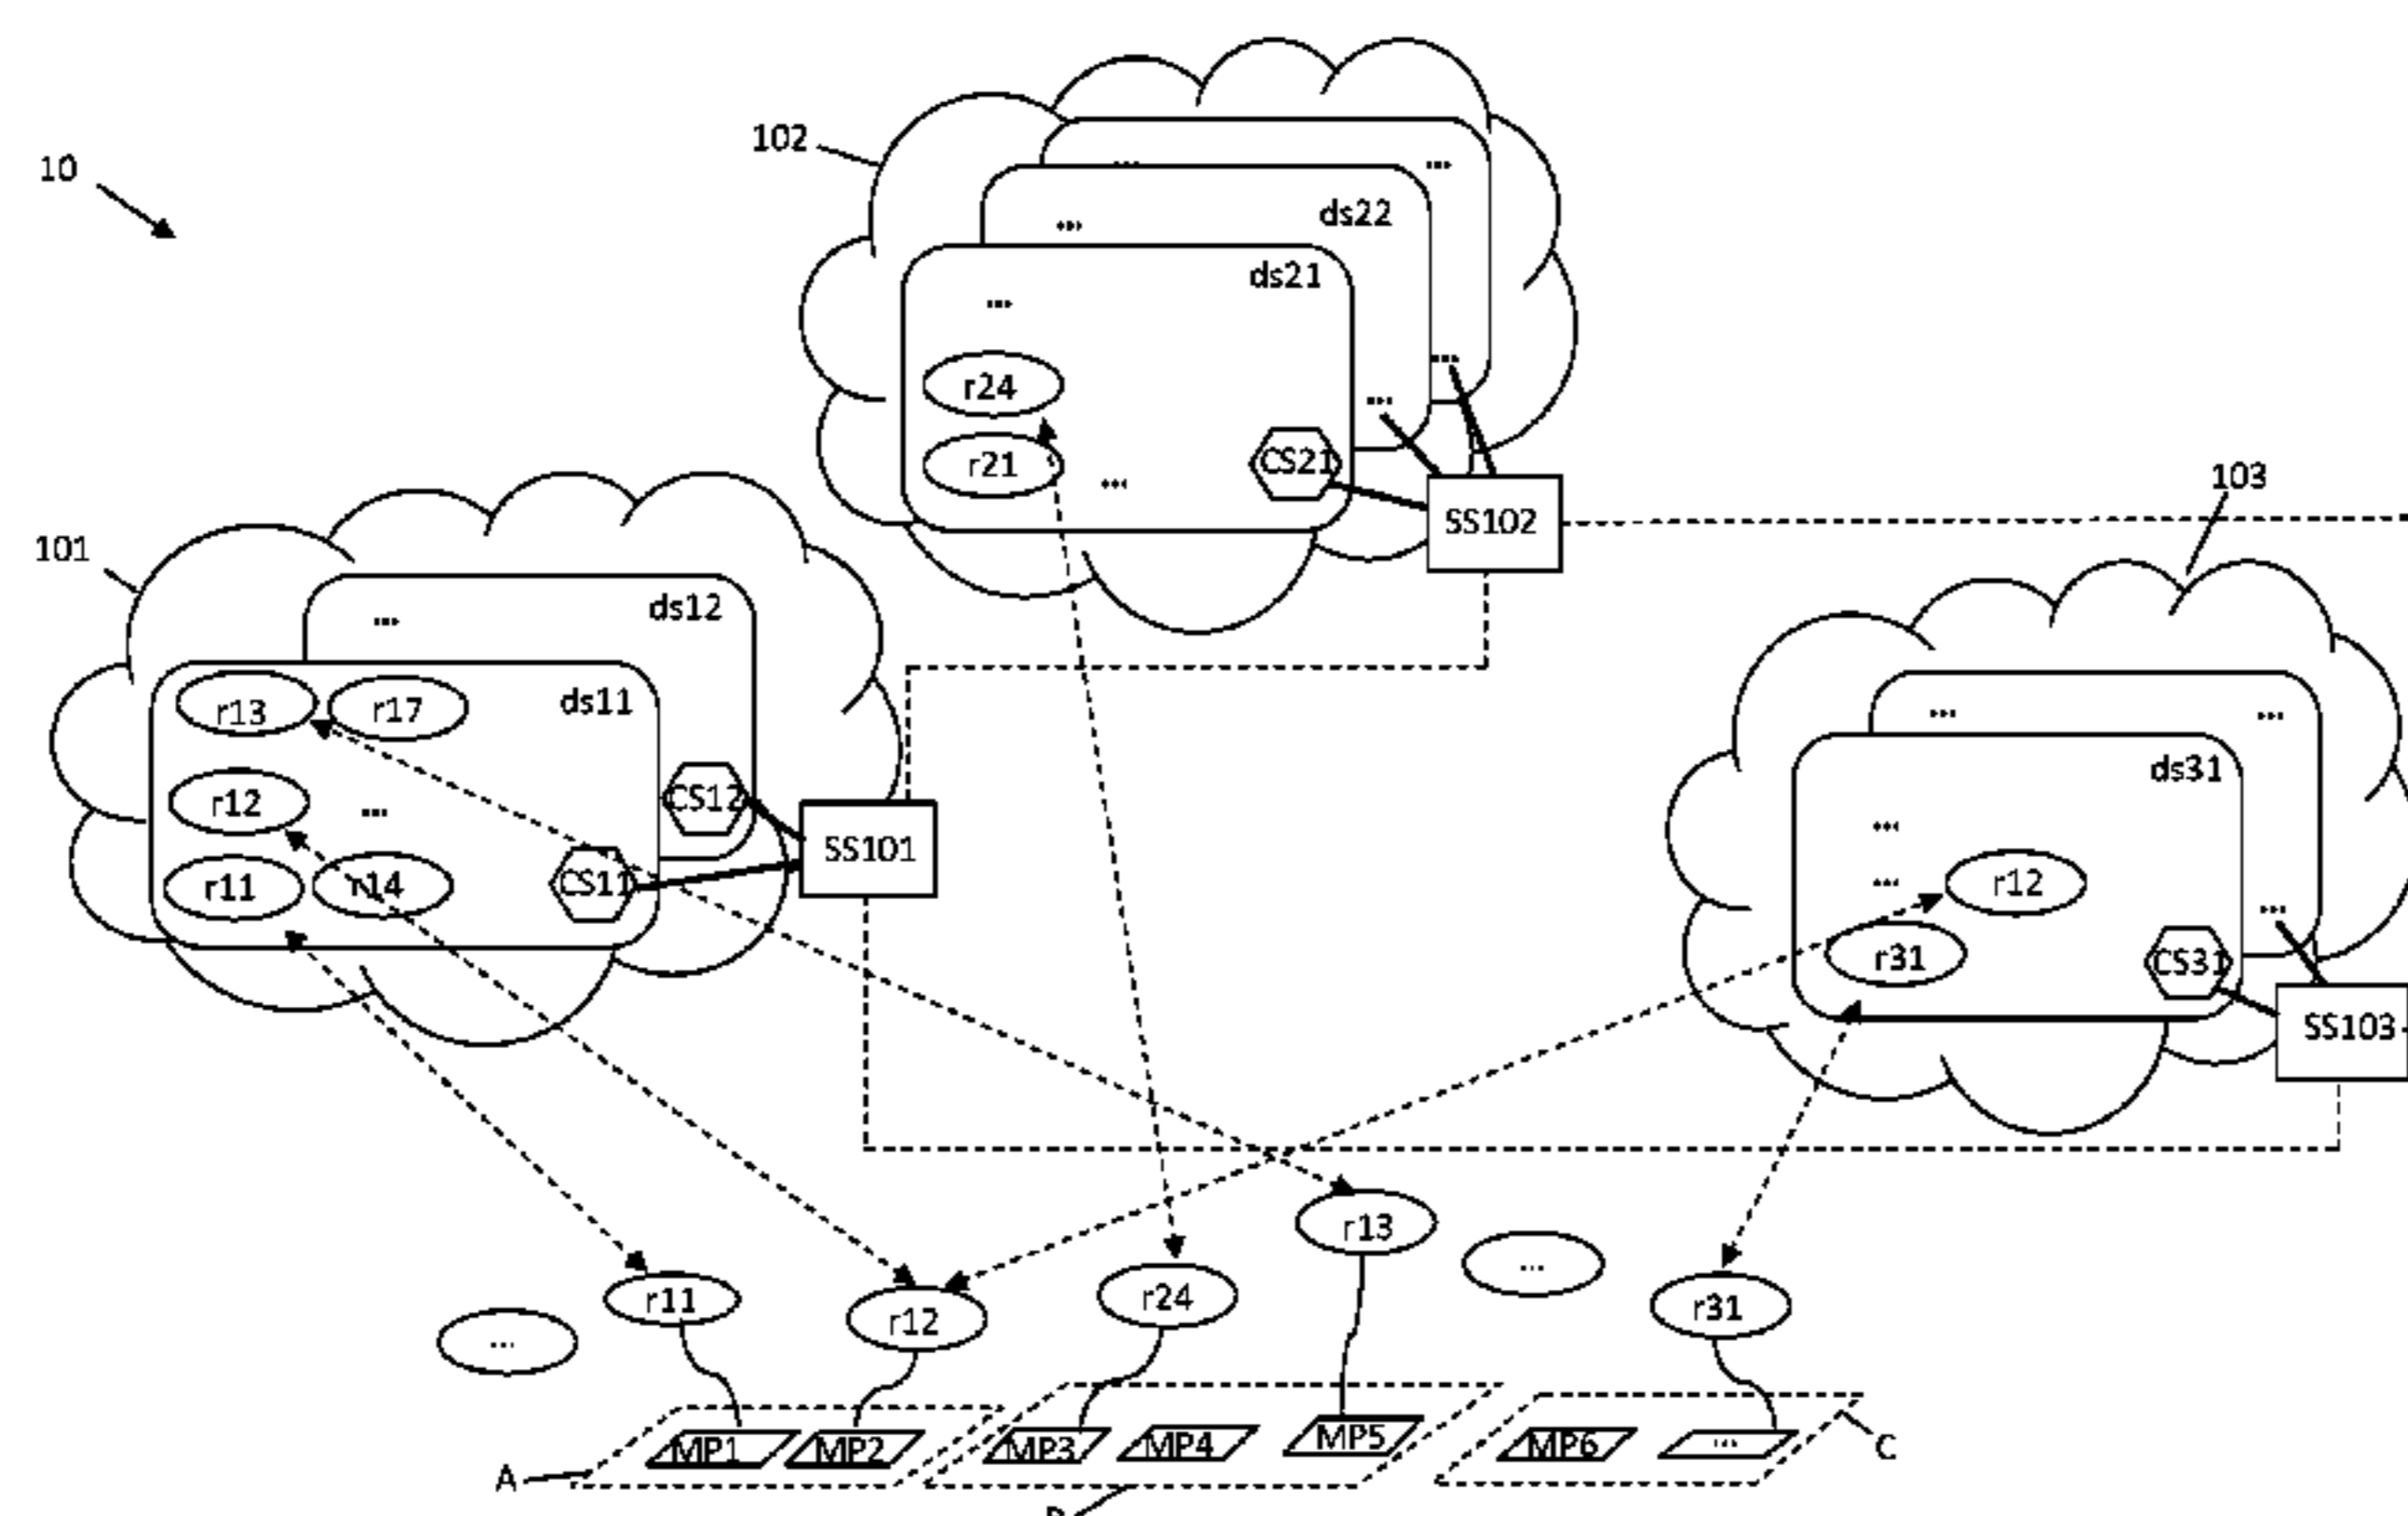 10
102
...
...
ds22
...
ds21
...
r24
...
...
r21
CS21
...
SS102
103
101
ds12
...
ds11
r13
r17
r12
...
CS12
SS101
r11
r14
CS11
...
...
ds31
...
...
r12
...
r31
CS31
SS103
r13
...
r11
r12
r24
r31
...
MP1
MP2
MP3
MP4
MP5
MP6
...
A
C